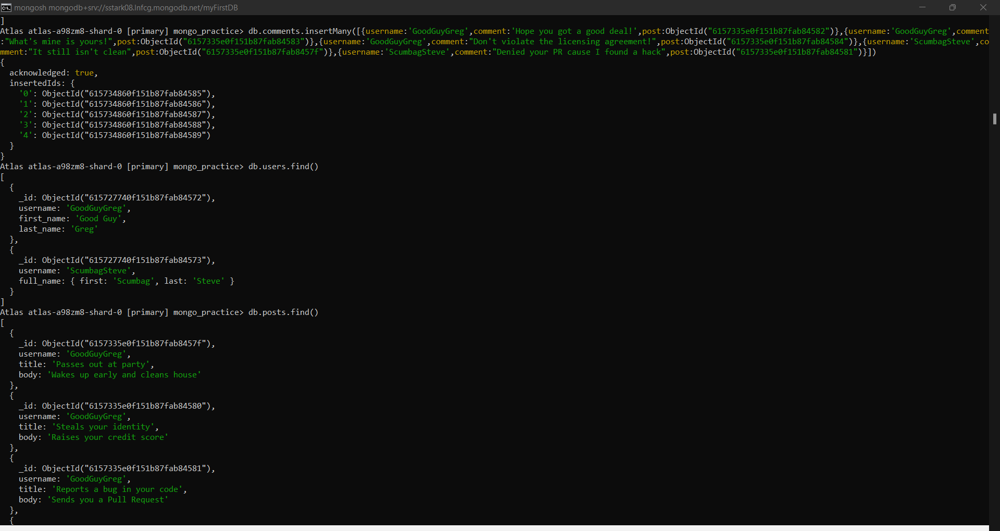 mongosh mongodb+srv://sstark08.lnfcg.mongodb.net/myFirstDB
]
Atlas atlas-a98zm8-shard-0 [primary] mongo_practice> db.comments.insertMany([{username:'GoodGuyGreg',comment:'Hope you got a good deal!',post:ObjectId("6157335e0f151b87fab84582")},{username:'GoodGuyGreg',comment
:"What's mine is yours!",post:ObjectId("6157335e0f151b87fab84583")},{username:'GoodGuyGreg',comment:"Don't violate the licensing agreement!",post:ObjectId("6157335e0f151b87fab84584")},{username:'ScumbagSteve',co
mment:"It still isn't clean",post:ObjectId("6157335e0f151b87fab8457f")},{username:'ScumbagSteve',comment:"Denied your PR cause I found a hack",post:ObjectId("6157335e0f151b87fab84581")}])
{
  acknowledged: true,
  insertedIds: {
    '0': ObjectId("615734860f151b87fab84585"),
    '1': ObjectId("615734860f151b87fab84586"),
    '2': ObjectId("615734860f151b87fab84587"),
    '3': ObjectId("615734860f151b87fab84588"),
    '4': ObjectId("615734860f151b87fab84589")
  }
}
Atlas atlas-a98zm8-shard-0 [primary] mongo_practice> db.users.find()
[
  {
    _id: ObjectId("615727740f151b87fab84572"),
    username: 'GoodGuyGreg',
    first_name: 'Good Guy',
    last_name: 'Greg'
  },
  {
    _id: ObjectId("615727740f151b87fab84573"),
    username: 'ScumbagSteve',
    full_name: { first: 'Scumbag', last: 'Steve' }
  }
]
Atlas atlas-a98zm8-shard-0 [primary] mongo_practice> db.posts.find()
[
  {
    _id: ObjectId("6157335e0f151b87fab8457f"),
    username: 'GoodGuyGreg',
    title: 'Passes out at party',
    body: 'Wakes up early and cleans house'
  },
  {
    _id: ObjectId("6157335e0f151b87fab84580"),
    username: 'GoodGuyGreg',
    title: 'Steals your identity',
    body: 'Raises your credit score'
  },
  {
    _id: ObjectId("6157335e0f151b87fab84581"),
    username: 'GoodGuyGreg',
    title: 'Reports a bug in your code',
    body: 'Sends you a Pull Request'
  },
  {